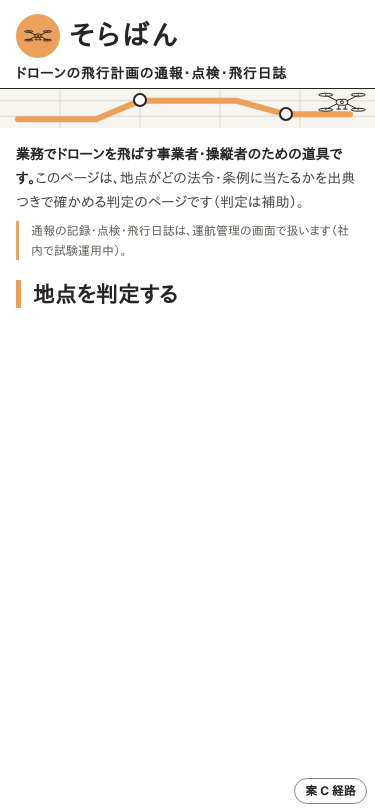 そらばん
ドローンの飛行計画の通報・点検・飛行日誌
業務でドローンを飛ばす事業者・操縦者のための道具で
す。このページは、地点がどの法令・条例に当たるかを出典
つきで確かめる判定のページです（判定は補助）。
通報の記録・点検・飛行日誌は、運航管理の画面で扱います（社
内で試験運用中）。
地点を判定する
案 C 経路